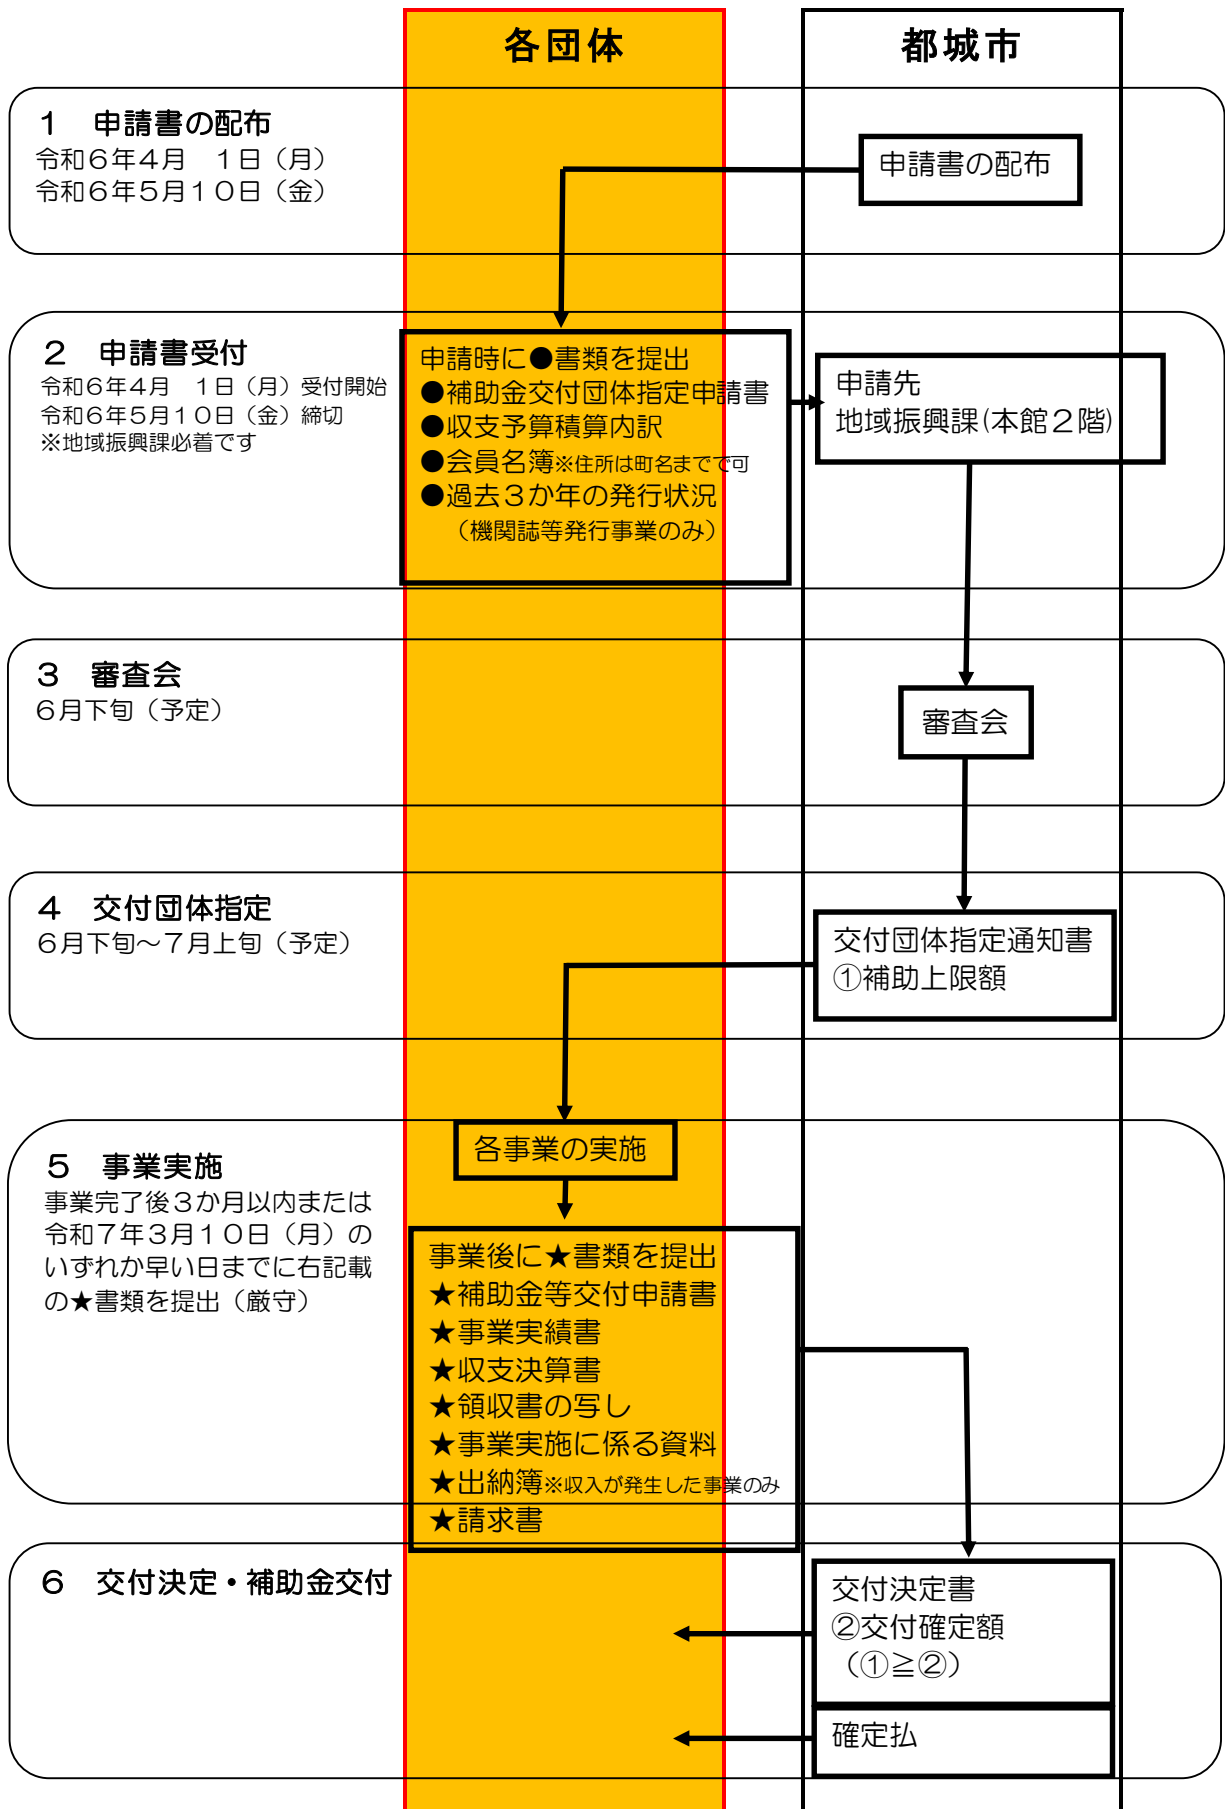 各団体
都城市
１　申請書の配布
令和６年４月　１日（月）
令和６年５月１０日（金）
申請書の配布
２　申請書受付
令和６年４月　１日（月）受付開始
令和６年５月１０日（金）締切
※地域振興課必着です
申請時に●書類を提出
●補助金交付団体指定申請書
●収支予算積算内訳
●会員名簿※住所は町名までで可
●過去３か年の発行状況
（機関誌等発行事業のみ）
申請先
地域振興課(本館２階)
３　審査会
６月下旬（予定）
審査会
４　交付団体指定
６月下旬～７月上旬（予定）
交付団体指定通知書
①補助上限額
５　事業実施
事業完了後３か月以内または
令和７年３月１０日（月）の
いずれか早い日までに右記載
の★書類を提出（厳守）
各事業の実施
事業後に★書類を提出
★補助金等交付申請書
★事業実績書
★収支決算書
★領収書の写し
★事業実施に係る資料
★出納簿※収入が発生した事業のみ
★請求書
６　交付決定・補助金交付
交付決定書
②交付確定額
（①≧②）
確定払